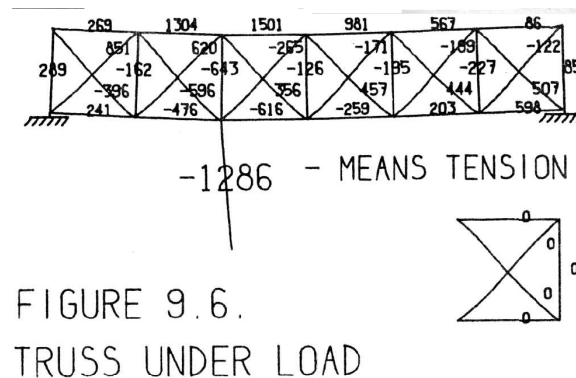 269 1304 1501 981 567 86
851 620 -265 -171 -189 -122
289 -162 -643 -126 -195 -227 85
-396 -596 356 457 444 507
241 -476 -616 -259 203 598
-1286 - MEANS TENSION
0
0
0
0
0
FIGURE 9.6.
TRUSS UNDER LOAD